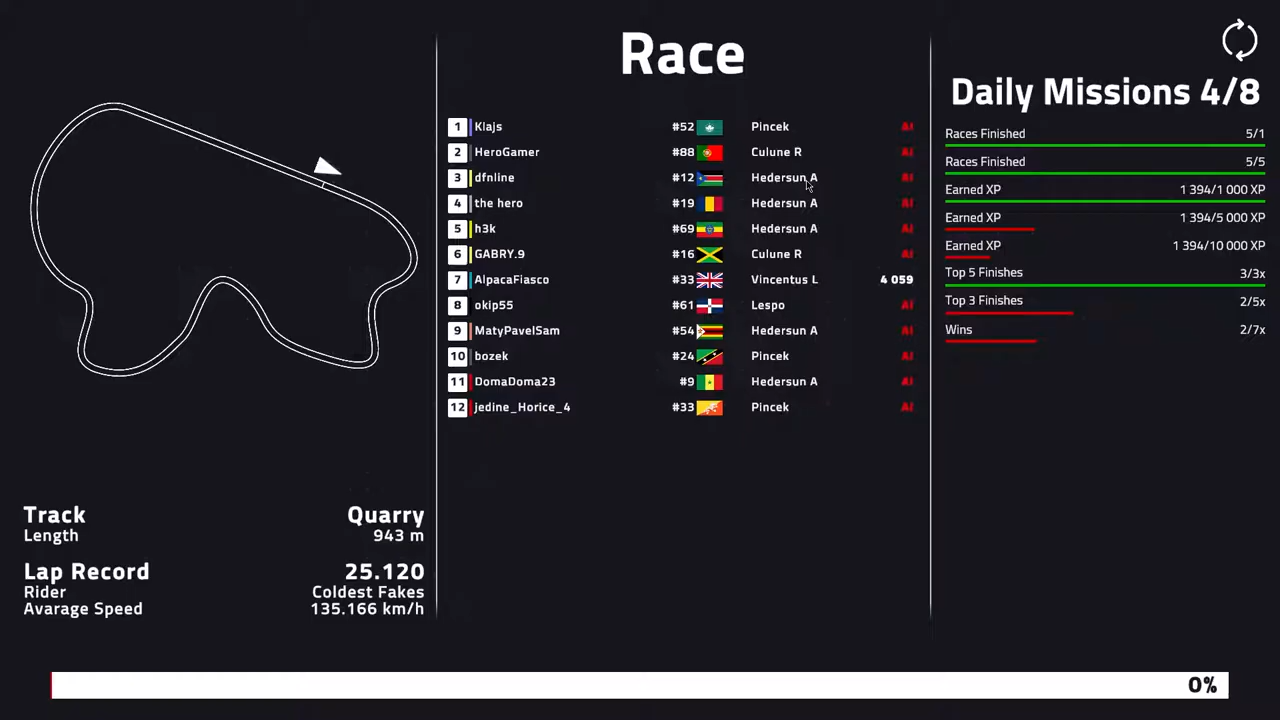 Race
Daily Missions 4/8
1 Klajs #52 Pincek AI
2 HeroGamer #88 Culune R AI
3 dfnline #12 Hedersun A AI
4 the hero #19 Hedersun A AI
5 h3k #69 Hedersun A AI
6 GABRY.9 #16 Culune R AI
7 AlpacaFiasco #33 Vincentus L 4 059
8 okip55 #61 Lespo AI
9 MatyPavelSam #54 Hedersun A AI
10 bozek #24 Pincek AI
11 DomaDoma23 #9 Hedersun A AI
12 jedine_Horice_4 #33 Pincek AI
Races Finished 5/1
Races Finished 5/5
Earned XP 1 394/1 000 XP
Earned XP 1 394/5 000 XP
Earned XP 1 394/10 000 XP
Top 5 Finishes 3/3x
Top 3 Finishes 2/5x
Wins 2/7x
Track Quarry
Length 943 m
Lap Record 25.120
Rider Coldest Fakes
Avarage Speed 135.166 km/h
0%